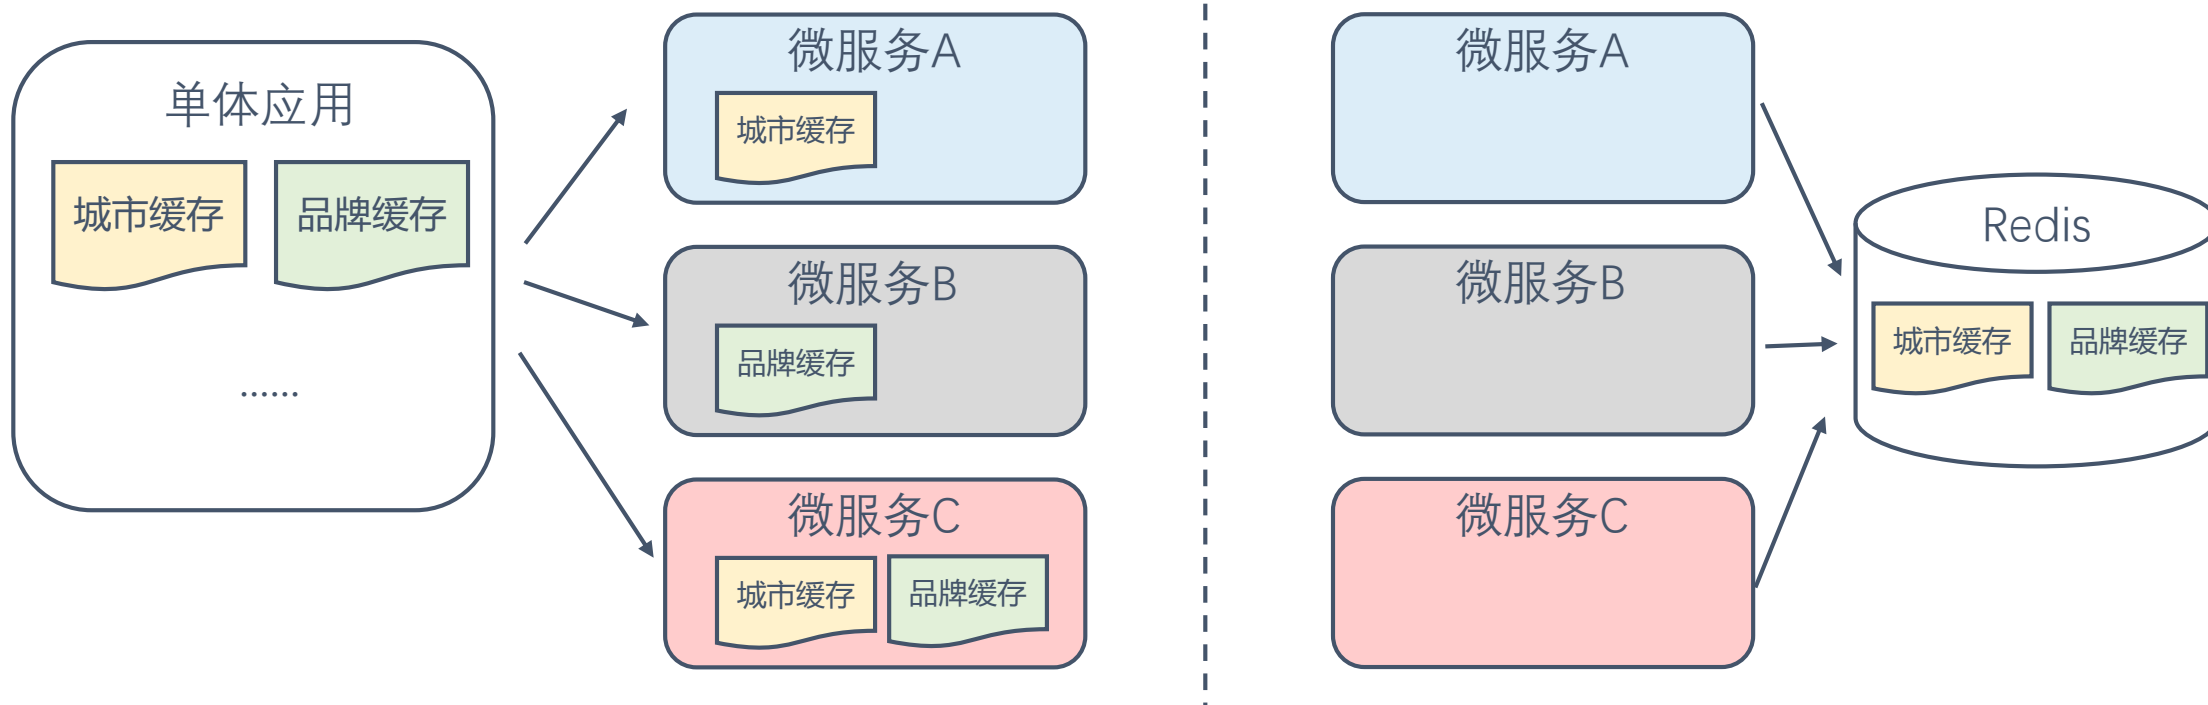 单体应用
城市缓存
品牌缓存
......
微服务A
城市缓存
微服务B
品牌缓存
微服务C
城市缓存
品牌缓存
微服务A
微服务B
微服务C
Redis
城市缓存
品牌缓存